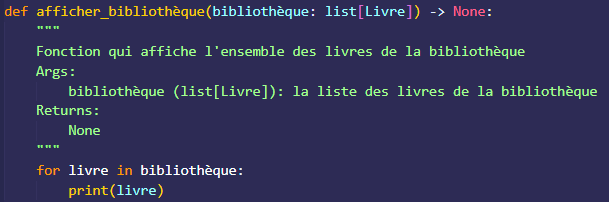 def afficher_bibliothèque(bibliothèque: list[Livre]) -> None:
    """
    Fonction qui affiche l'ensemble des livres de la bibliothèque
    Args:
        bibliothèque (list[Livre]): la liste des livres de la bibliothèque
    Returns:
        None
    """
    for livre in bibliothèque:
        print(livre)